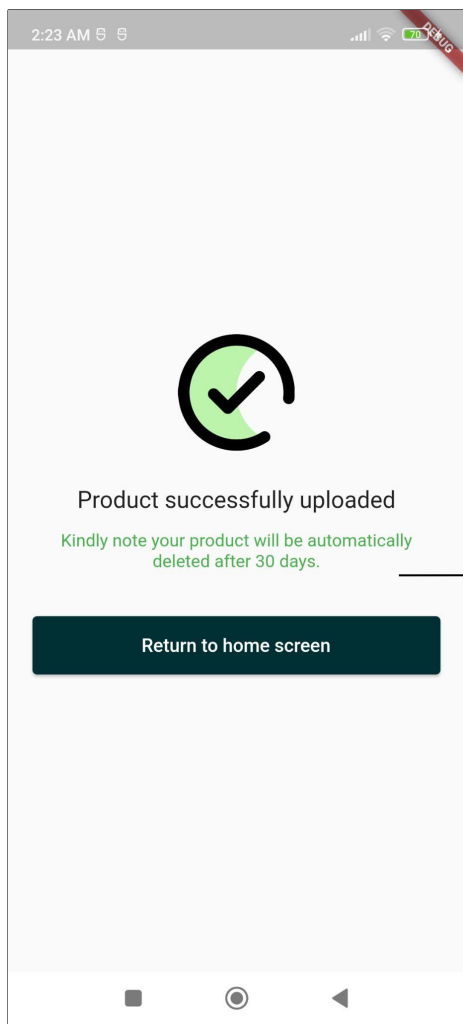 2:23 AM
70
DEBUG
Product successfully uploaded
Kindly note your product will be automatically
deleted after 30 days.
Return to home screen